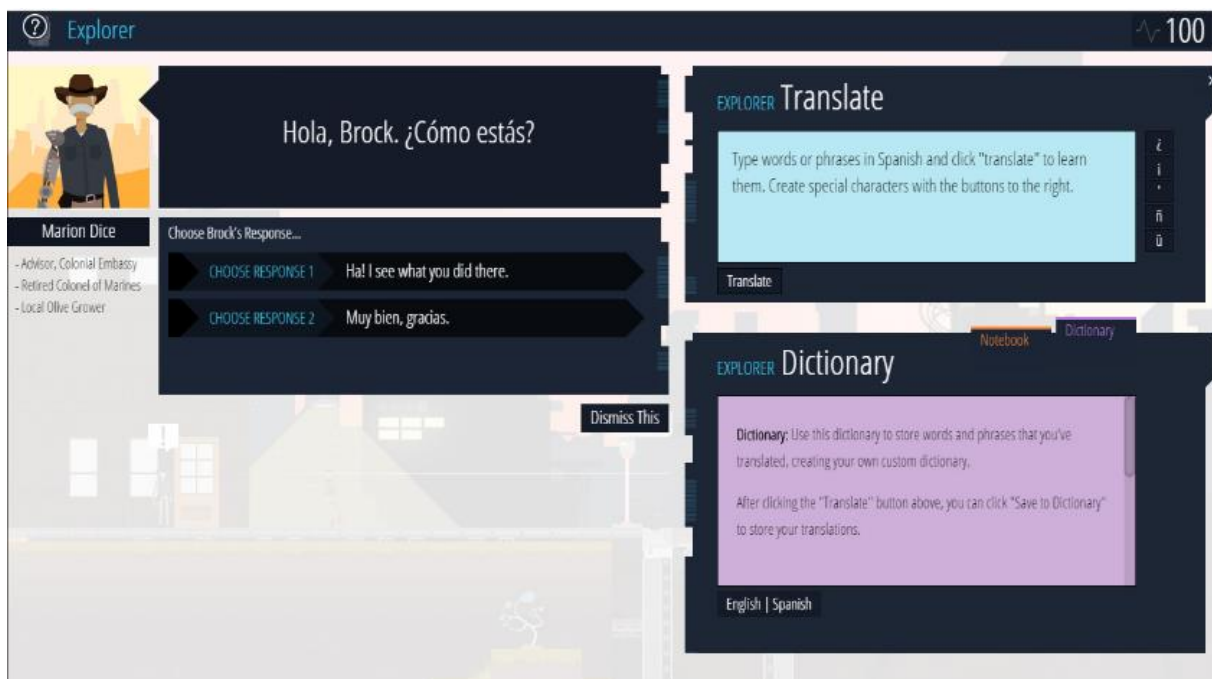 Explorer
100
Hola, Brock. ¿Cómo estás?
Marion Dice
- Advisor, Colonial Embassy
- Retired Colonel of Marines
- Local Olive Grower
Choose Brock's Response...
CHOOSE RESPONSE 1 Ha! I see what you did there.
CHOOSE RESPONSE 2 Muy bien, gracias.
Dismiss This
EXPLORER Translate
Type words or phrases in Spanish and click "translate" to learn
them. Create special characters with the buttons to the right.
¿
¡
'
ñ
ü
Translate
Notebook
Dictionary
EXPLORER Dictionary
Dictionary: Use this dictionary to store words and phrases that you've
translated, creating your own custom dictionary.
After clicking the "Translate" button above, you can click "Save to Dictionary"
to store your translations.
English | Spanish